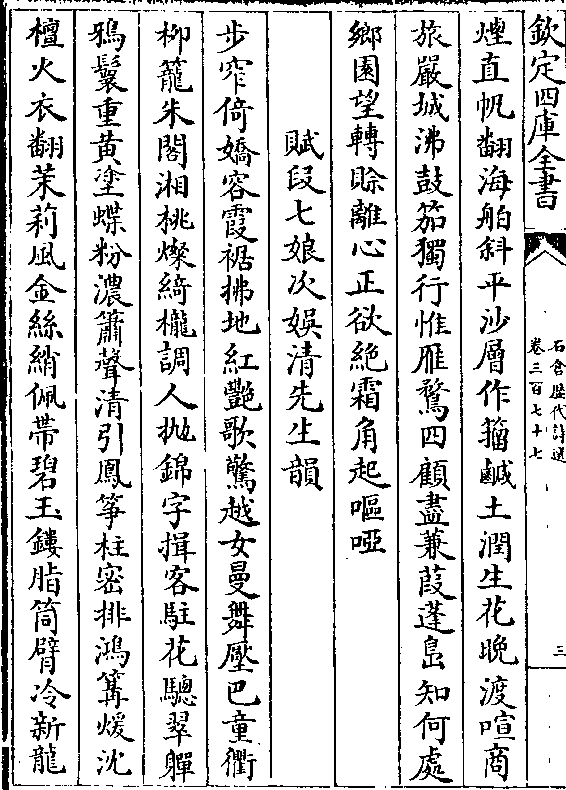 欽定四庫全書
石倉歷代詩選
卷三百七十七
三
煙直帆翻海舶斜平沙層作籀鹹土潤生花晚渡喧商
旅嚴城沸鼓笳獨行惟雁鶩四顧盡蒹葭蓬島知何處
鄉園望轉賒離心正欲絶霜角起嘔啞
賦段七娘次娛清先生韻
步窄倚嬌容霞裾拂地紅艷歌驚越女曼舞壓巴童衢
柳籠朱閣湘桃燦綺櫳調人抛錦字揖客駐花驄翠軃
鴉鬟重黄塗蝶粉濃簫聲清引鳳筝柱密排鴻篝煖沈
檀火衣翻茉莉風金絲綃佩帶碧玉鏤脂筒臂冷新龍